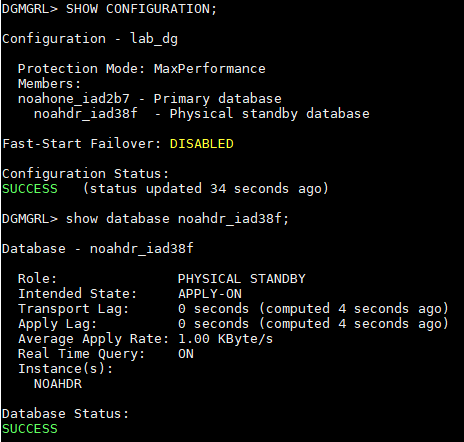 DGMGRL> SHOW CONFIGURATION;
Configuration - lab_dg
Protection Mode: MaxPerformance
Members:
noahone_iad2b7 - Primary database
noahdr_iad38f  - Physical standby database
Fast-Start Failover: DISABLED
Configuration Status:
SUCCESS   (status updated 34 seconds ago)
DGMGRL> show database noahdr_iad38f;
Database - noahdr_iad38f
Role:               PHYSICAL STANDBY
Intended State:     APPLY-ON
Transport Lag:      0 seconds (computed 4 seconds ago)
Apply Lag:          0 seconds (computed 4 seconds ago)
Average Apply Rate: 1.00 KByte/s
Real Time Query:    ON
Instance(s):
NOAHDR
Database Status:
SUCCESS